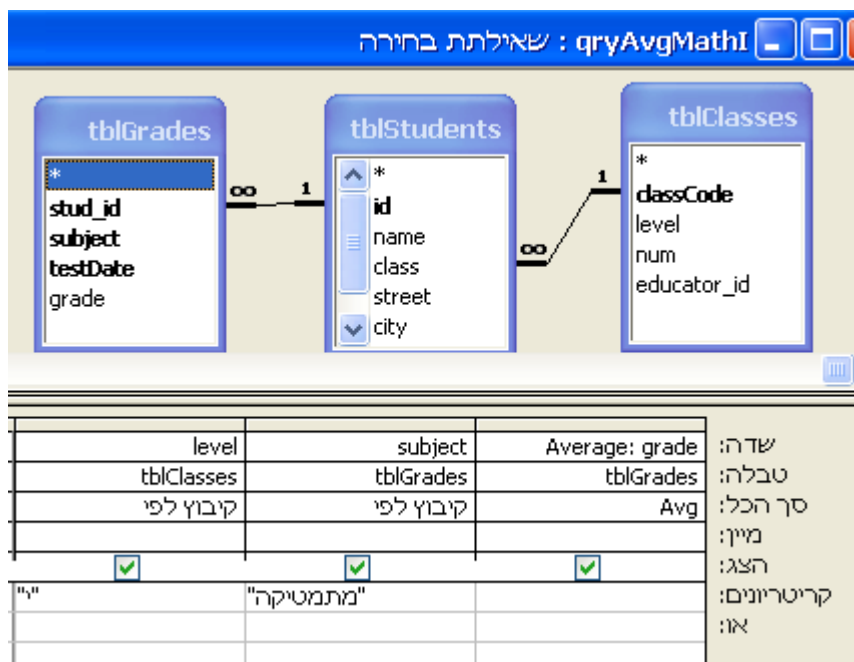 qryAvgMathI : שאילתת בחירה
tblGrades
*
stud_id
subject
testDate
grade
∞ 1
tblStudents
*
id
name
class
street
city
∞ 1
tblClasses
*
classCode
level
num
educator_id
שדה: Average: grade subject level
טבלה: tblGrades tblGrades tblClasses
סך הכל: Avg קיבוץ לפי קיבוץ לפי
מיין:
הצג:
קריטריונים: "מתמטיקה" "י"
או: